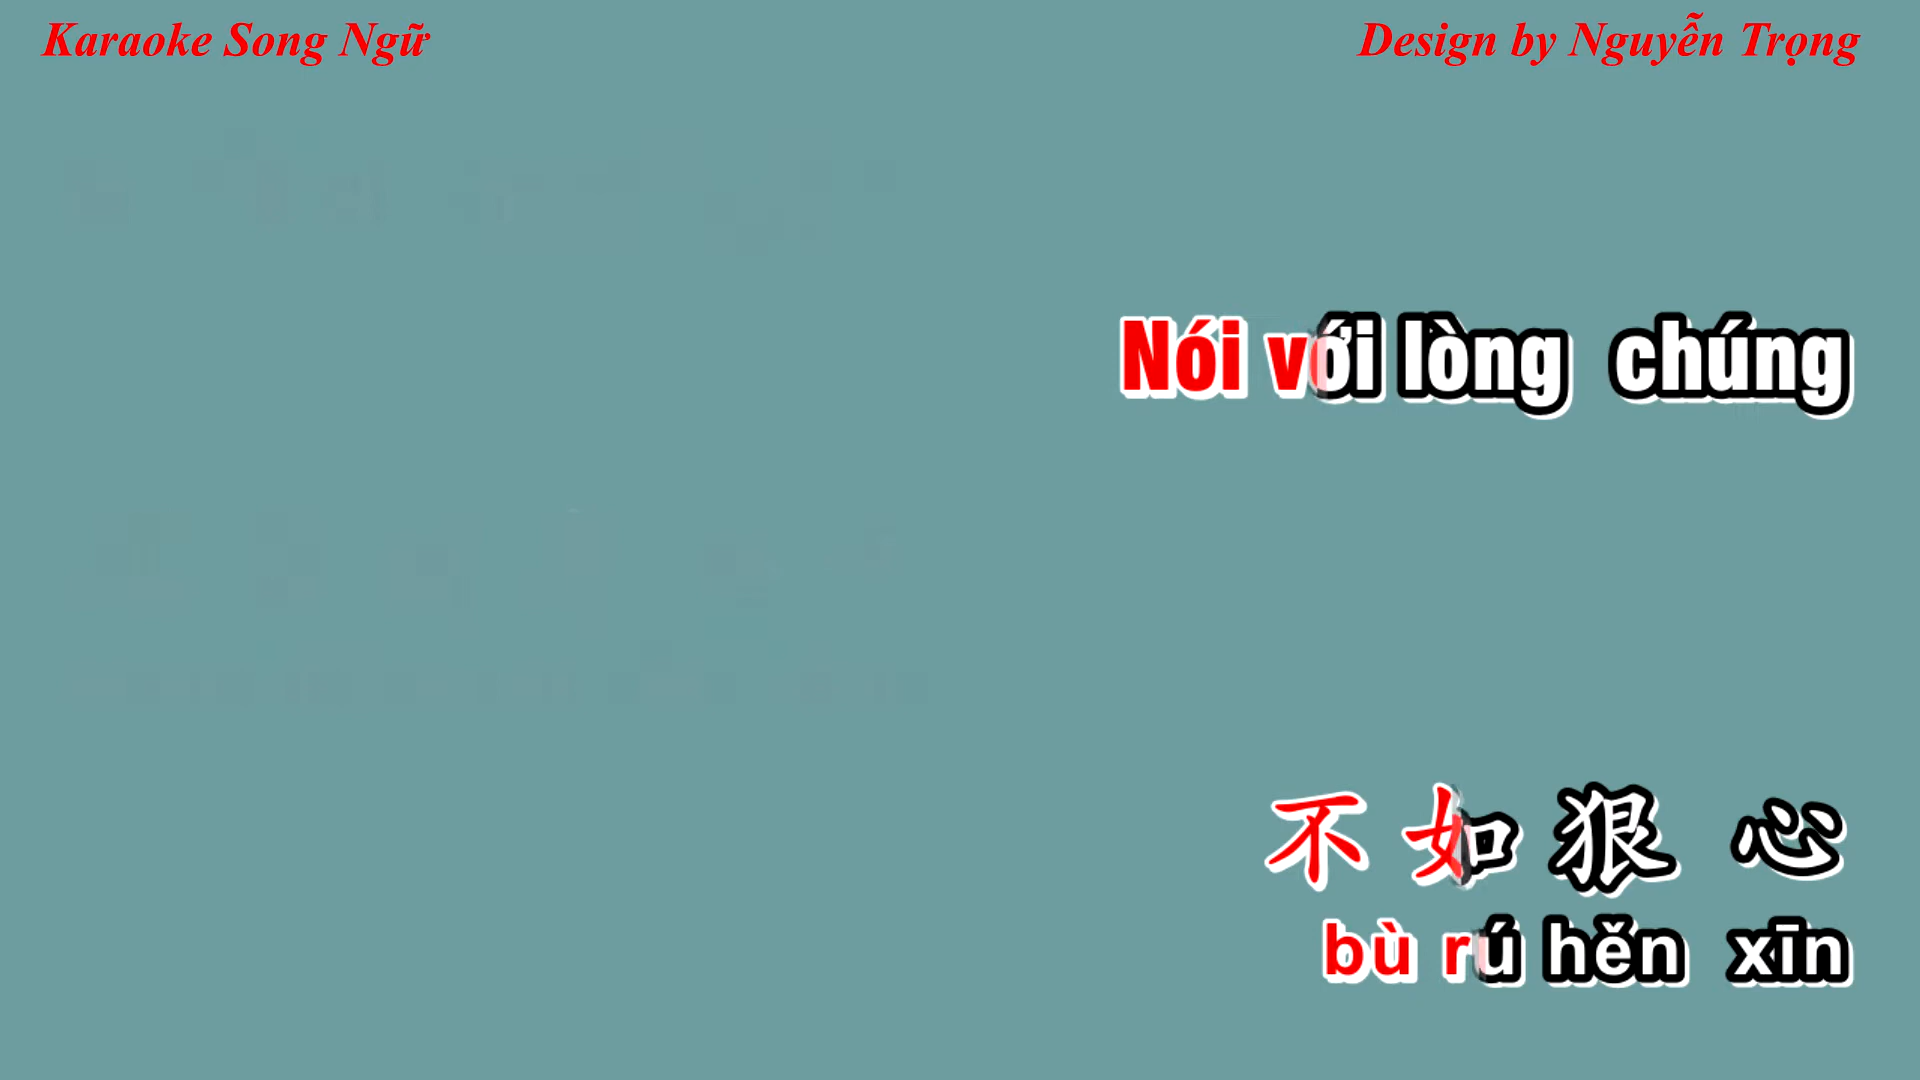 Karaoke Song Ngữ
Design by Nguyễn Trọng
Nói với lòng chúng
不如狠心
bù rú hěn xīn